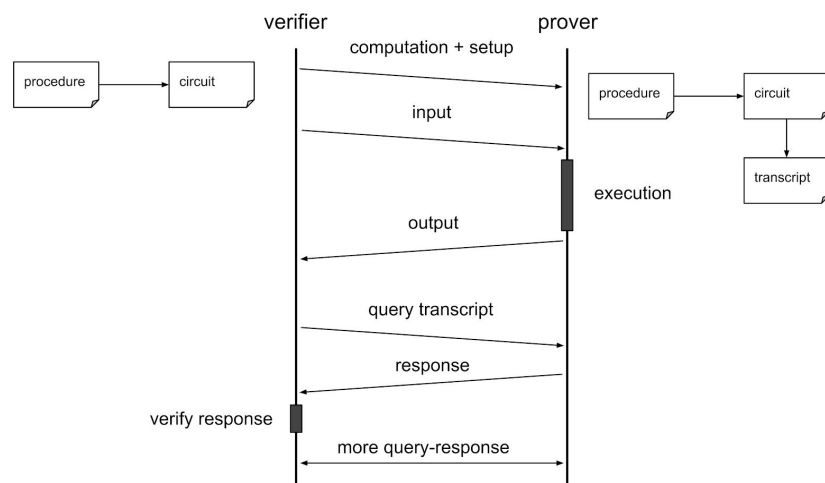 verifier
prover
computation + setup
procedure
circuit
procedure
circuit
input
transcript
execution
output
query transcript
response
verify response
more query-response